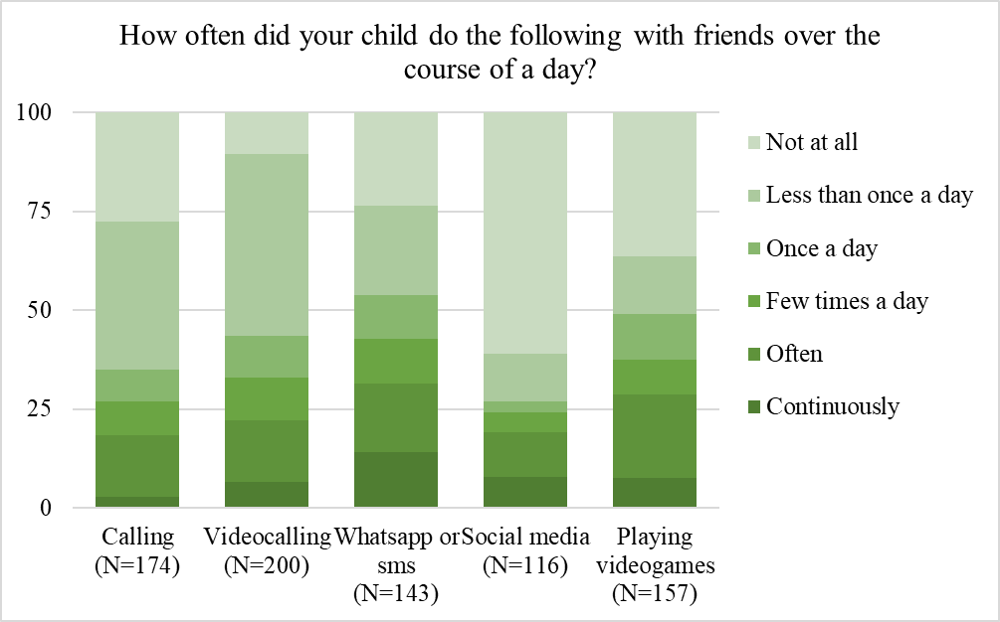 How often did your child do the following with friends over the
course of a day?
100
75
50
25
0
Not at all
Less than once a day
Once a day
Few times a day
Often
Continuously
Calling
(N=174)
Videocalling
(N=200)
Whatsapp or
sms
(N=143)
Social media
(N=116)
Playing
videogames
(N=157)